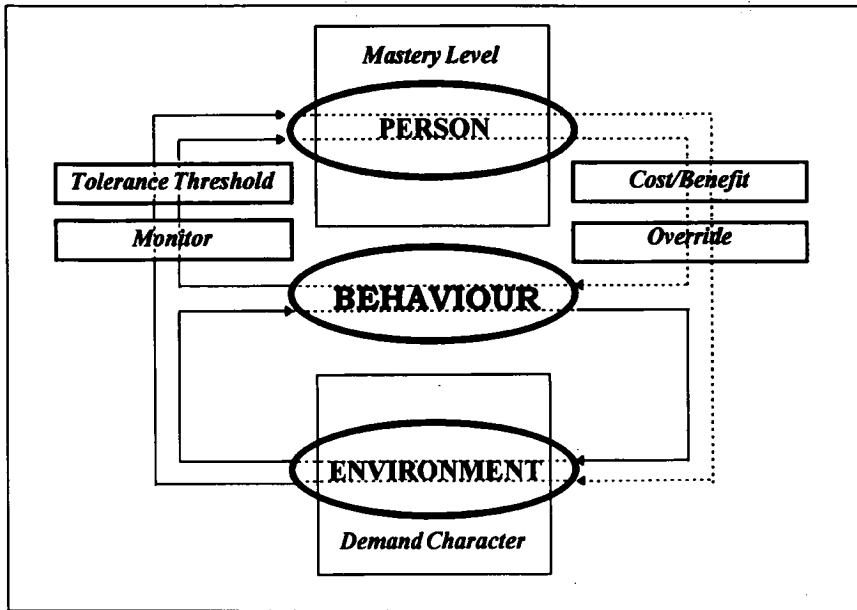 Mastery Level
PERSON
Tolerance Threshold
Cost/Benefit
Monitor
Override
BEHAVIOUR
ENVIRONMENT
Demand Character